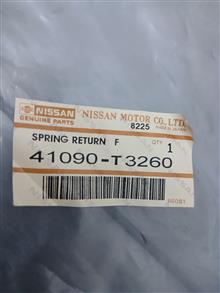 NISSAN NISSAN MOTOR CO., LTD.
GENUINE PARTS 8225 MADE IN JAPAN
SPRING RETURN F QTY 1
41090-T3260